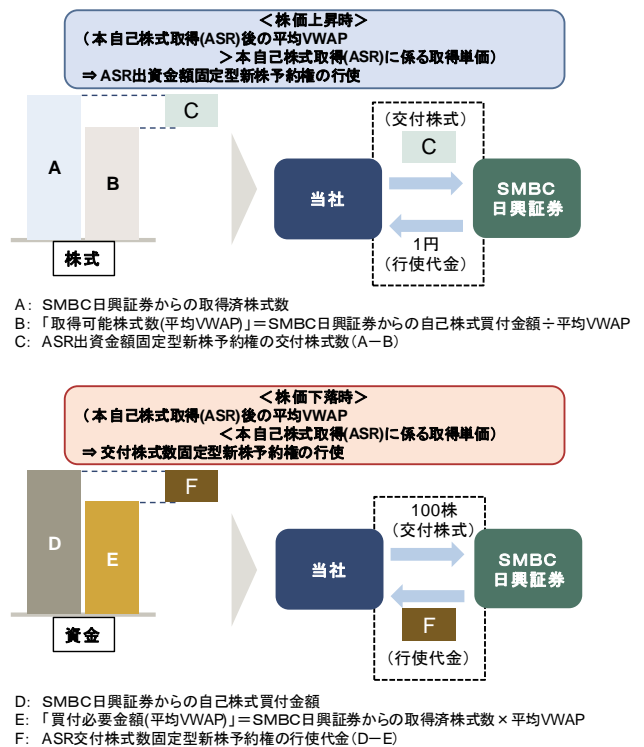 ＜株価上昇時＞
（本自己株式取得(ASR)後の平均VWAP
＞本自己株式取得(ASR)に係る取得単価）
⇒ ASR出資金額固定型新株予約権の行使
C
A
B
株式
（交付株式）
C
当社
SMBC
日興証券
1円
（行使代金）
A： SMBC日興証券からの取得済株式数
B： 「取得可能株式数(平均VWAP)」＝SMBC日興証券からの自己株式買付金額÷平均VWAP
C： ASR出資金額固定型新株予約権の交付株式数（A－B）
＜株価下落時＞
（本自己株式取得(ASR)後の平均VWAP
＜本自己株式取得(ASR)に係る取得単価）
⇒ 交付株式数固定型新株予約権の行使
F
D
E
資金
100株
（交付株式）
当社
SMBC
日興証券
F
（行使代金）
D： SMBC日興証券からの自己株式買付金額
E： 「買付必要金額(平均VWAP)」＝SMBC日興証券からの取得済株式数×平均VWAP
F： ASR交付株式数固定型新株予約権の行使代金（D－E）